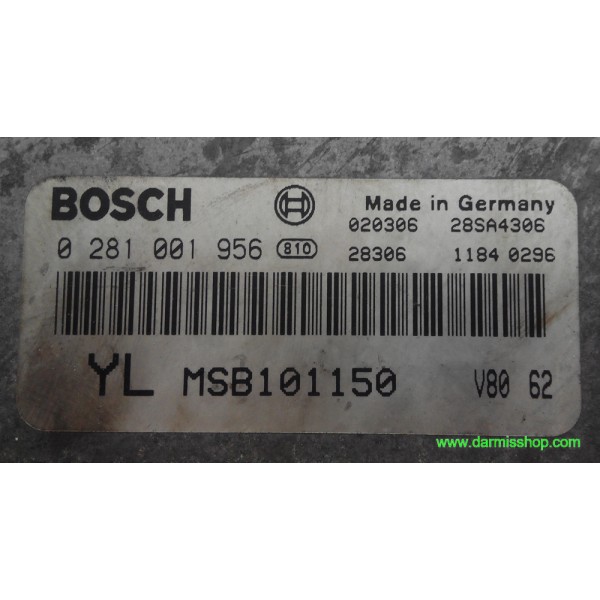 BOSCH Made in Germany
020306 28SA4306
0 281 001 956 810 28306 1184 0296
YL MSB101150 V80 62
www.darmisshop.com